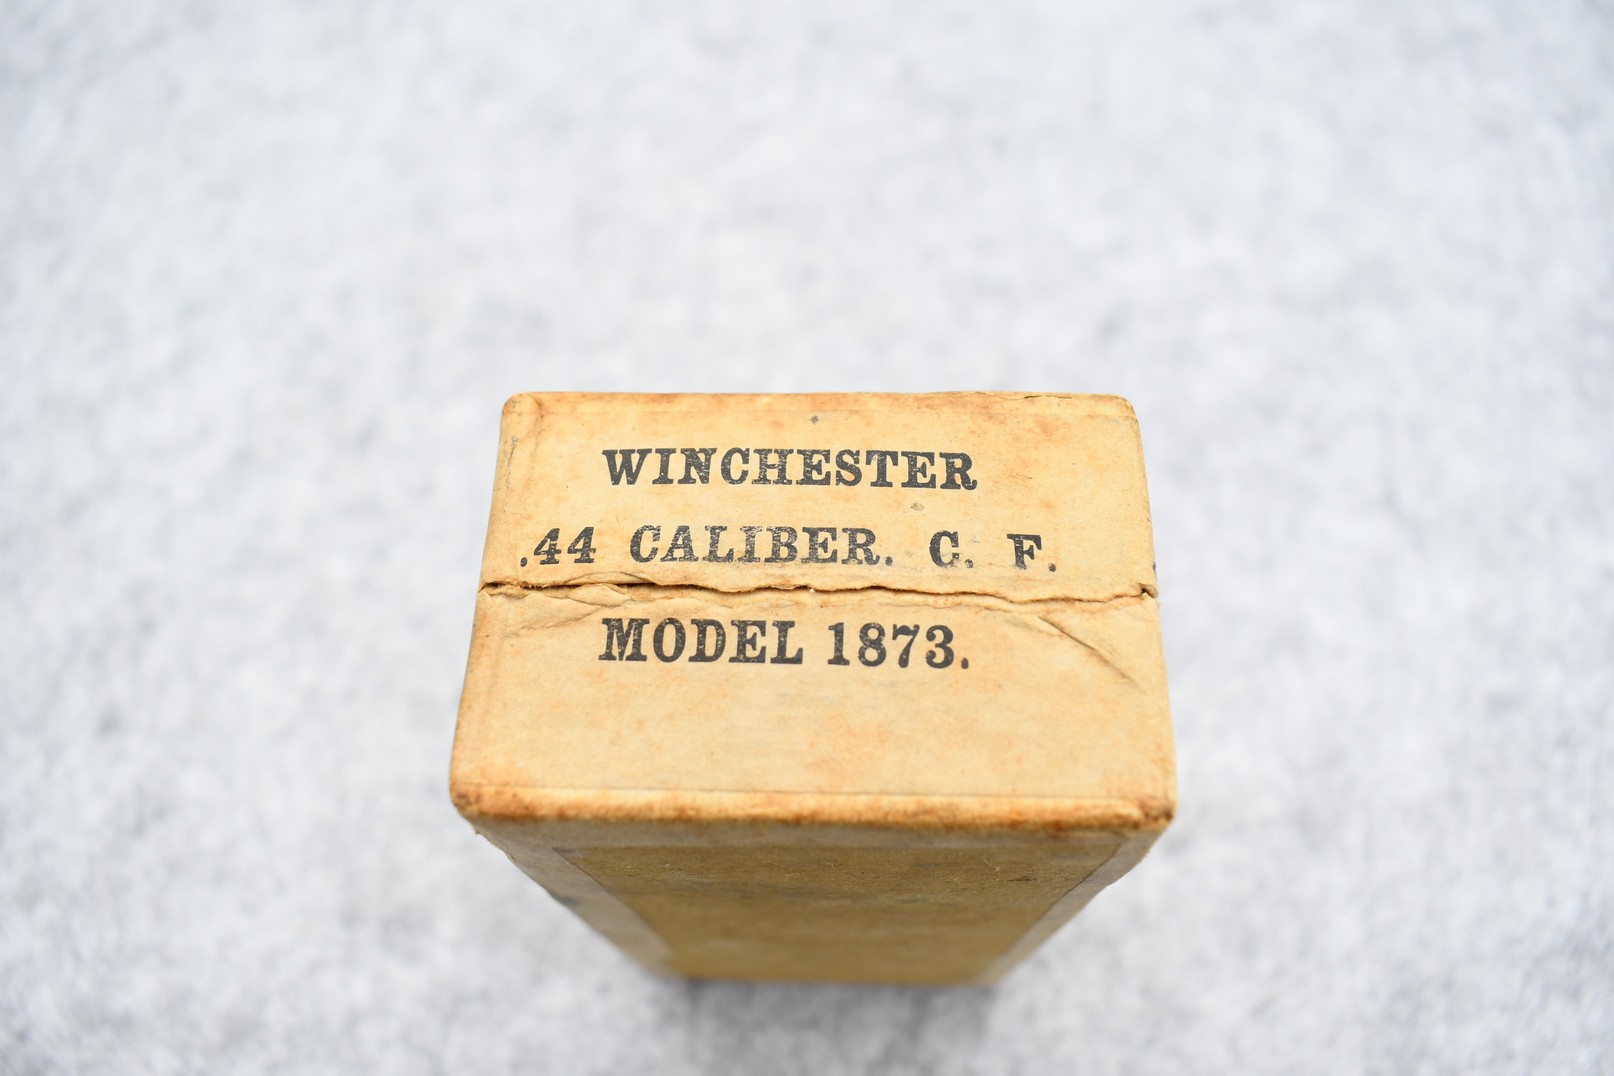 WINCHESTER
.44 CALIBER. C. F.
MODEL 1873.